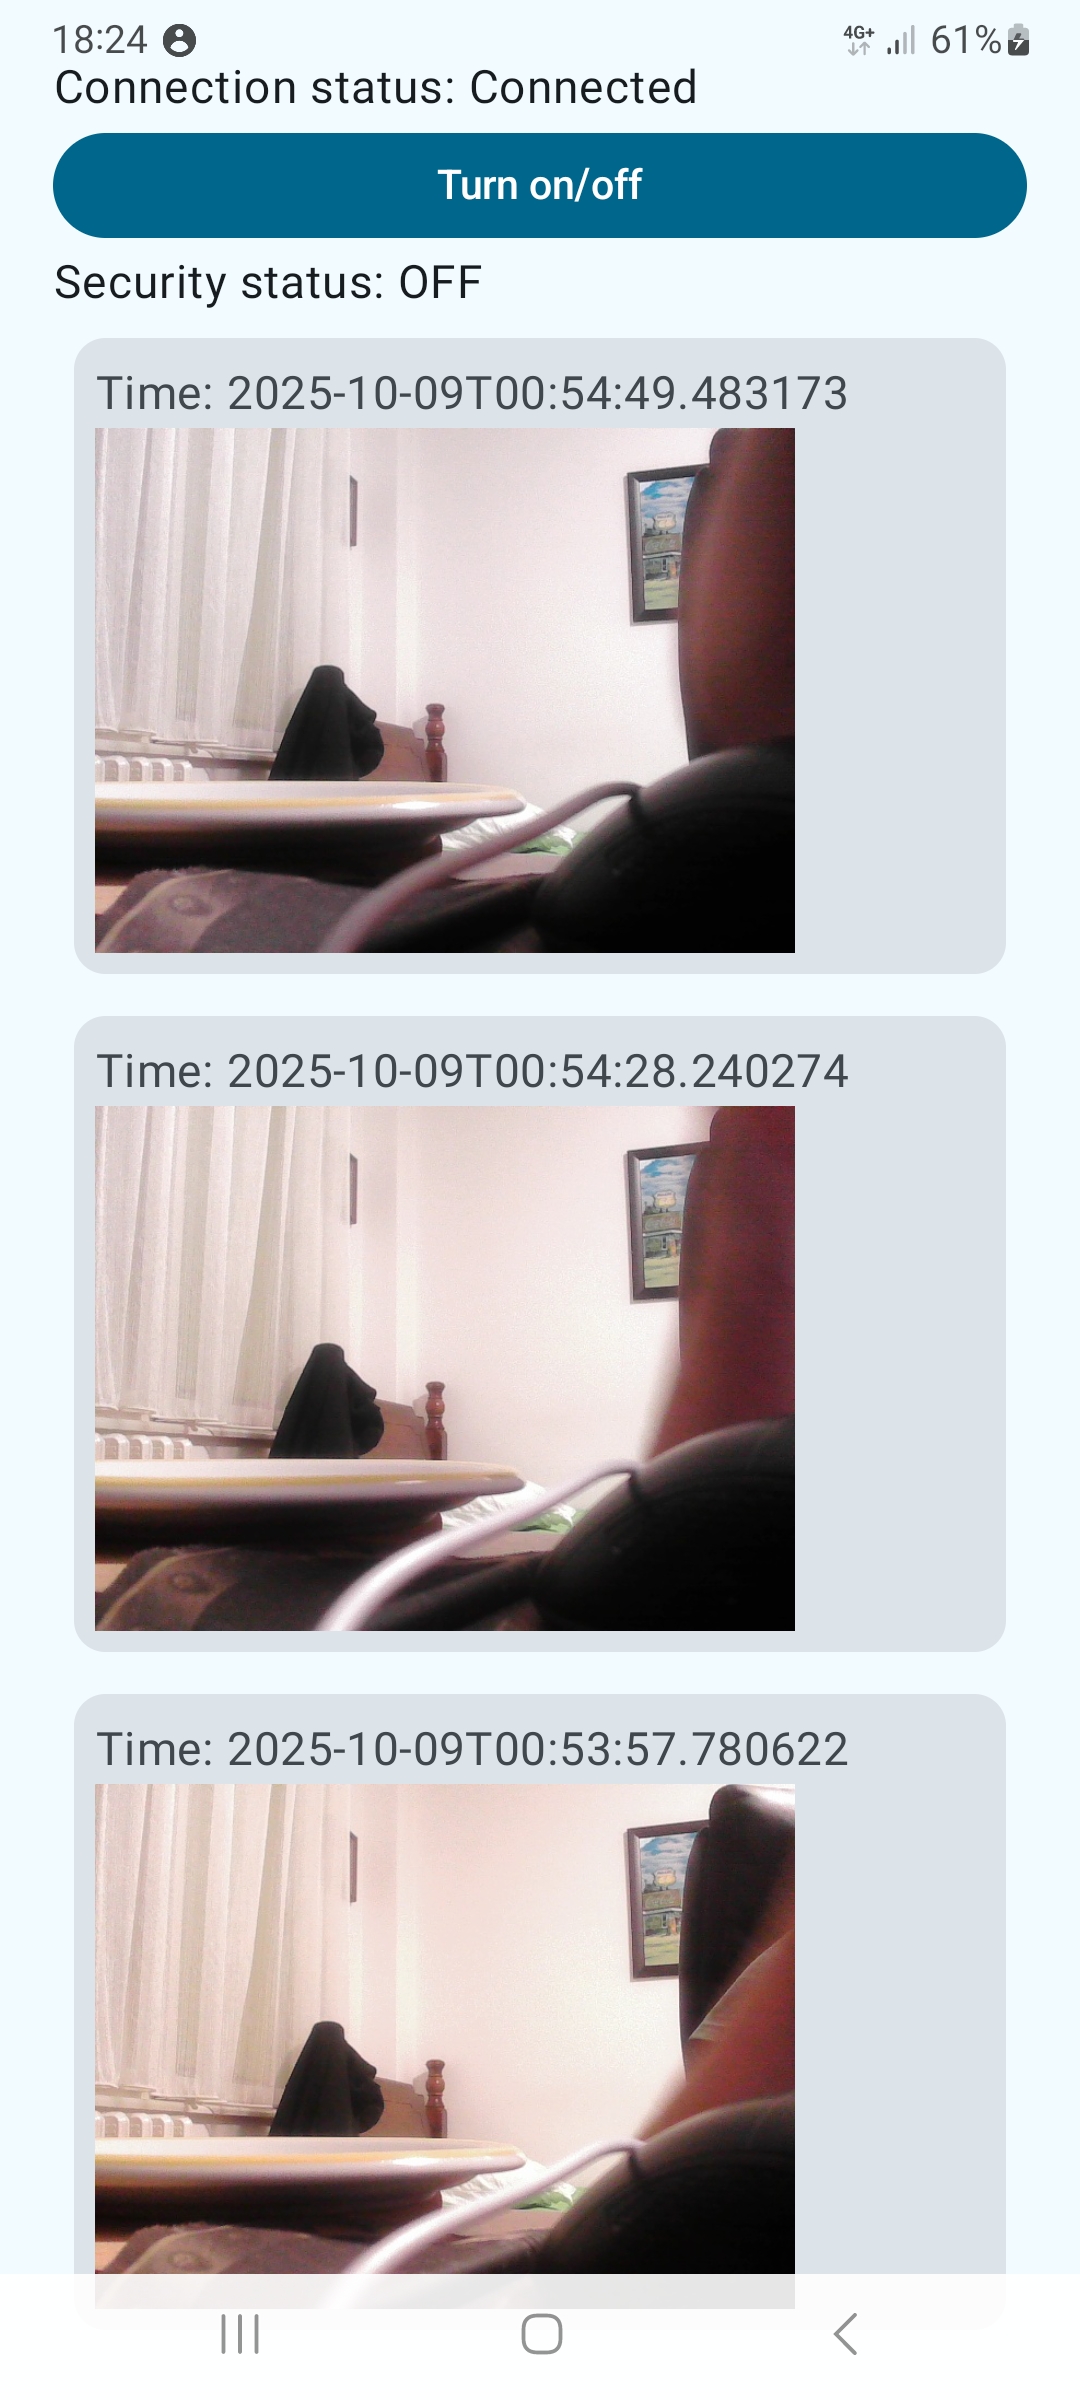 18:24 4G+ 61%
Connection status: Connected
Turn on/off
Security status: OFF
Time: 2025-10-09T00:54:49.483173
Time: 2025-10-09T00:54:28.240274
Time: 2025-10-09T00:53:57.780622